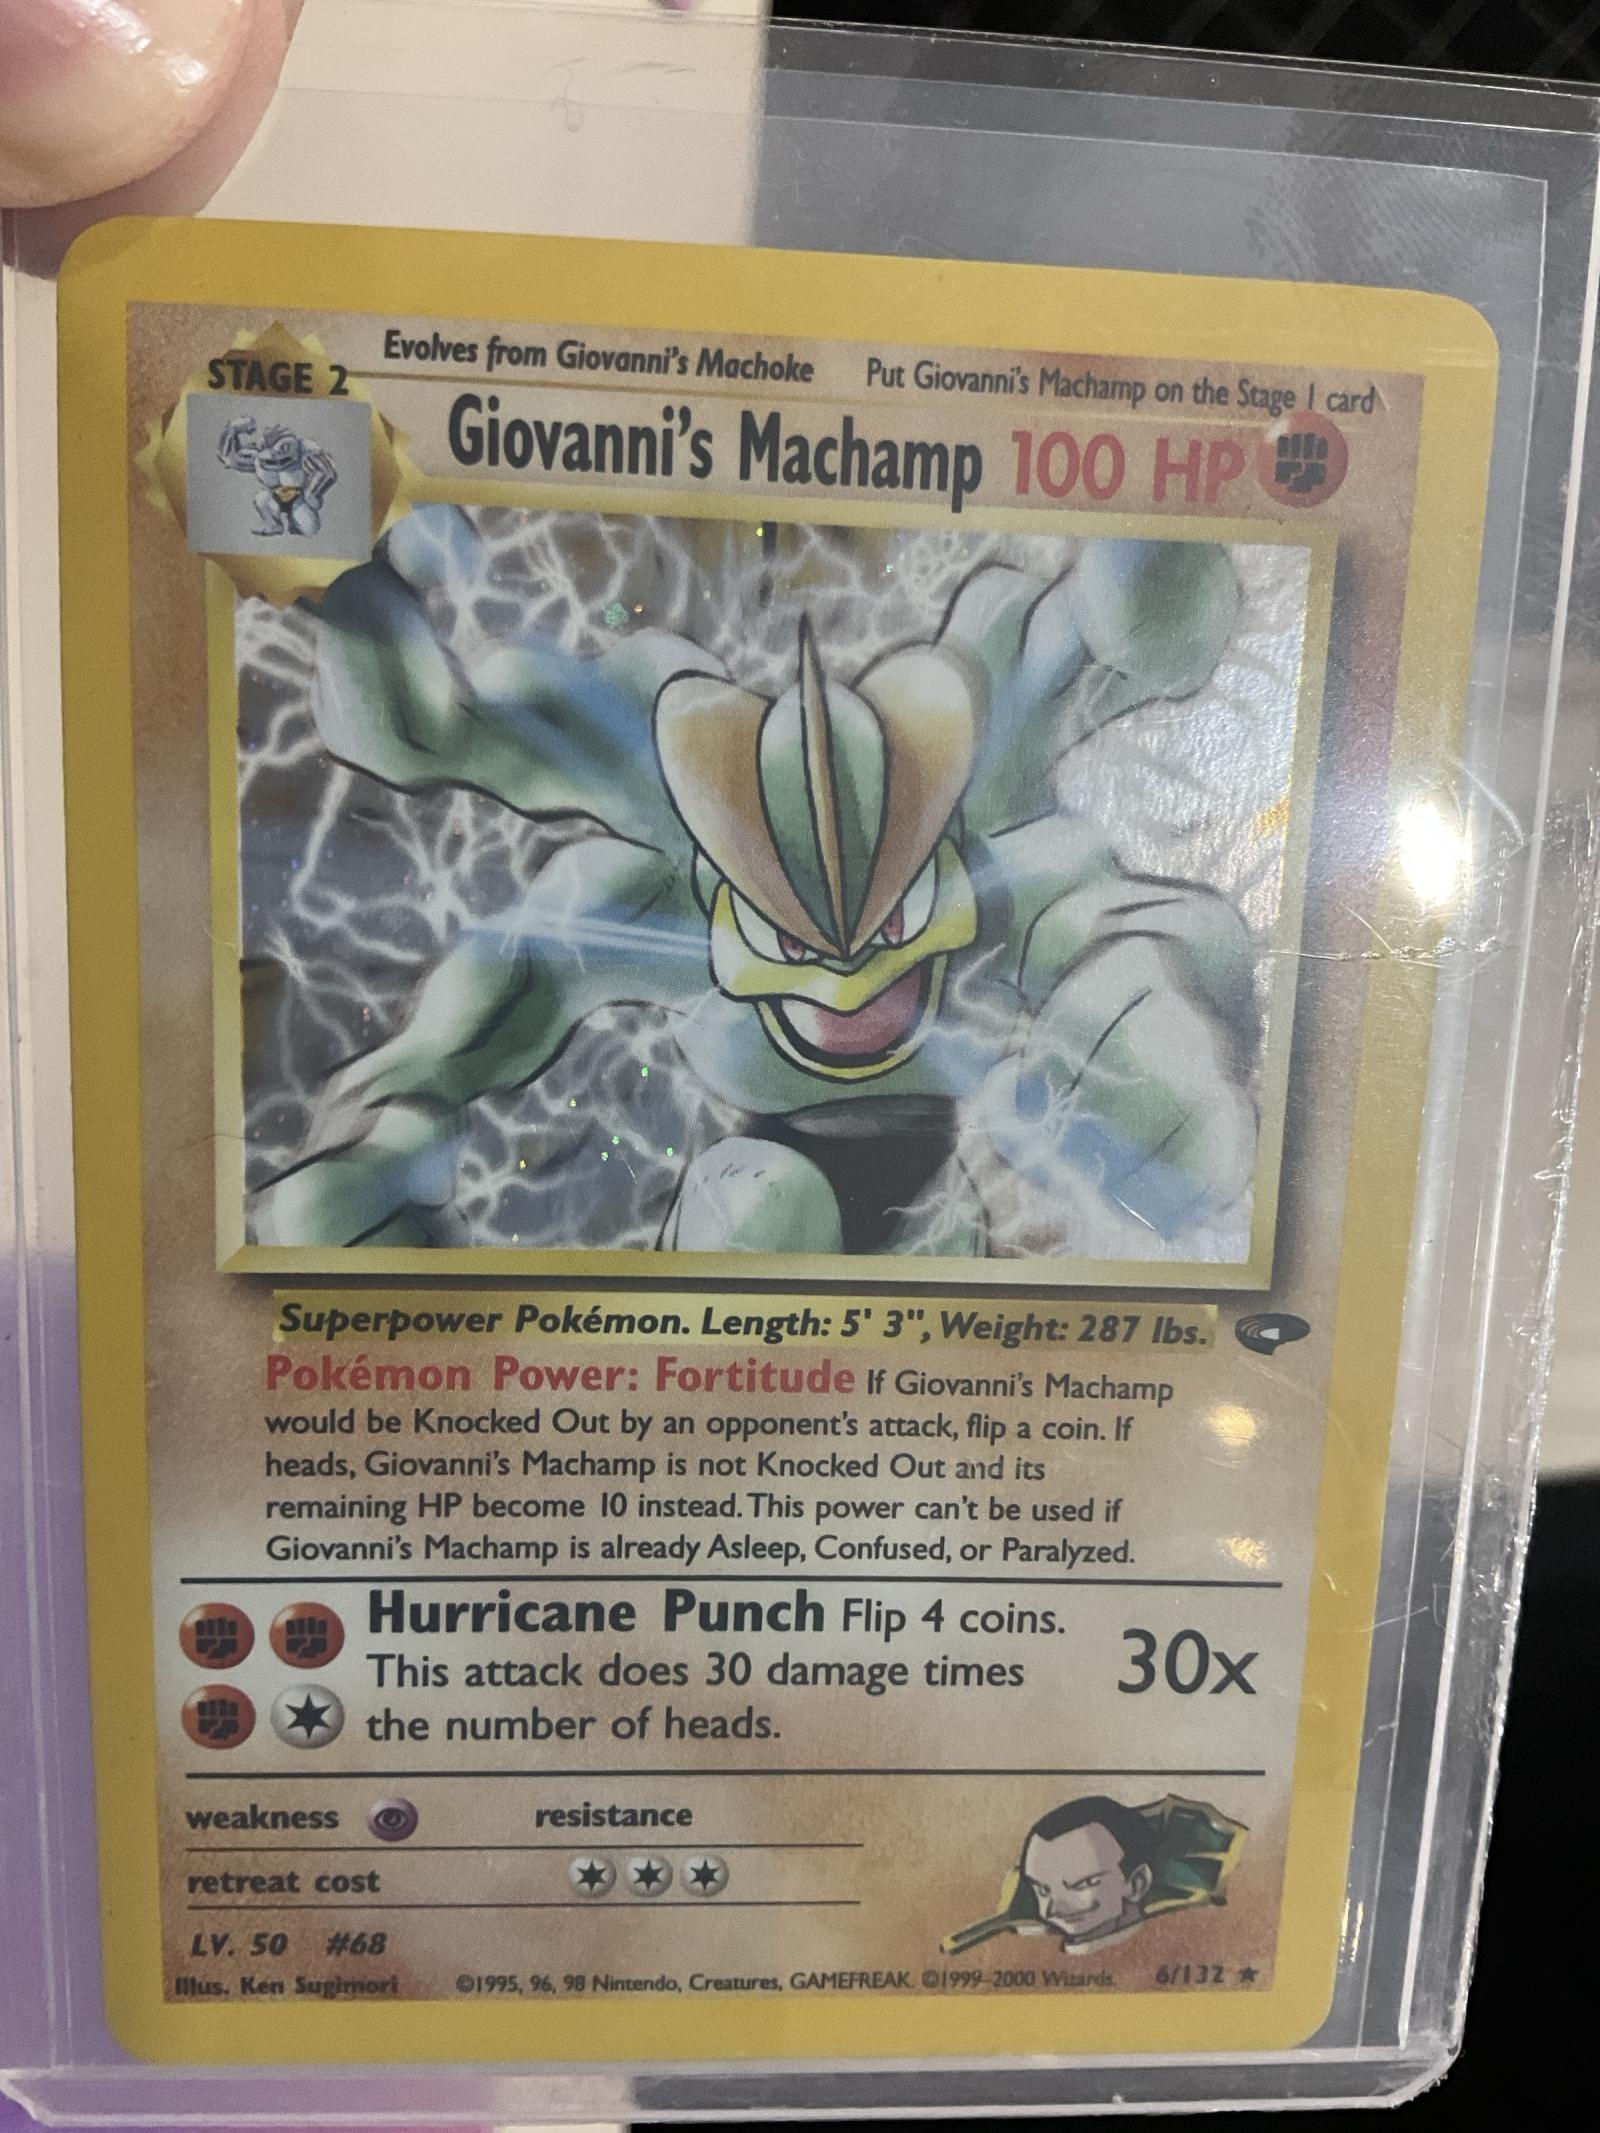 Evolves from Giovanni's Machoke Put Giovanni's Machamp on the Stage 1 card
STAGE 2
Giovanni's Machamp 100 HP
Superpower Pokémon. Length: 5' 3", Weight: 287 lbs.
Pokémon Power: Fortitude If Giovanni's Machamp
would be Knocked Out by an opponent's attack, flip a coin. If
heads, Giovanni's Machamp is not Knocked Out and its
remaining HP become 10 instead. This power can't be used if
Giovanni's Machamp is already Asleep, Confused, or Paralyzed.
Hurricane Punch Flip 4 coins.
This attack does 30 damage times
the number of heads.
30x
weakness resistance
retreat cost
LV. 50 #68
Illus. Ken Sugimori ©1995, 96, 98 Nintendo, Creatures, GAMEFREAK. ©1999-2000 Wizards. 6/132 ★